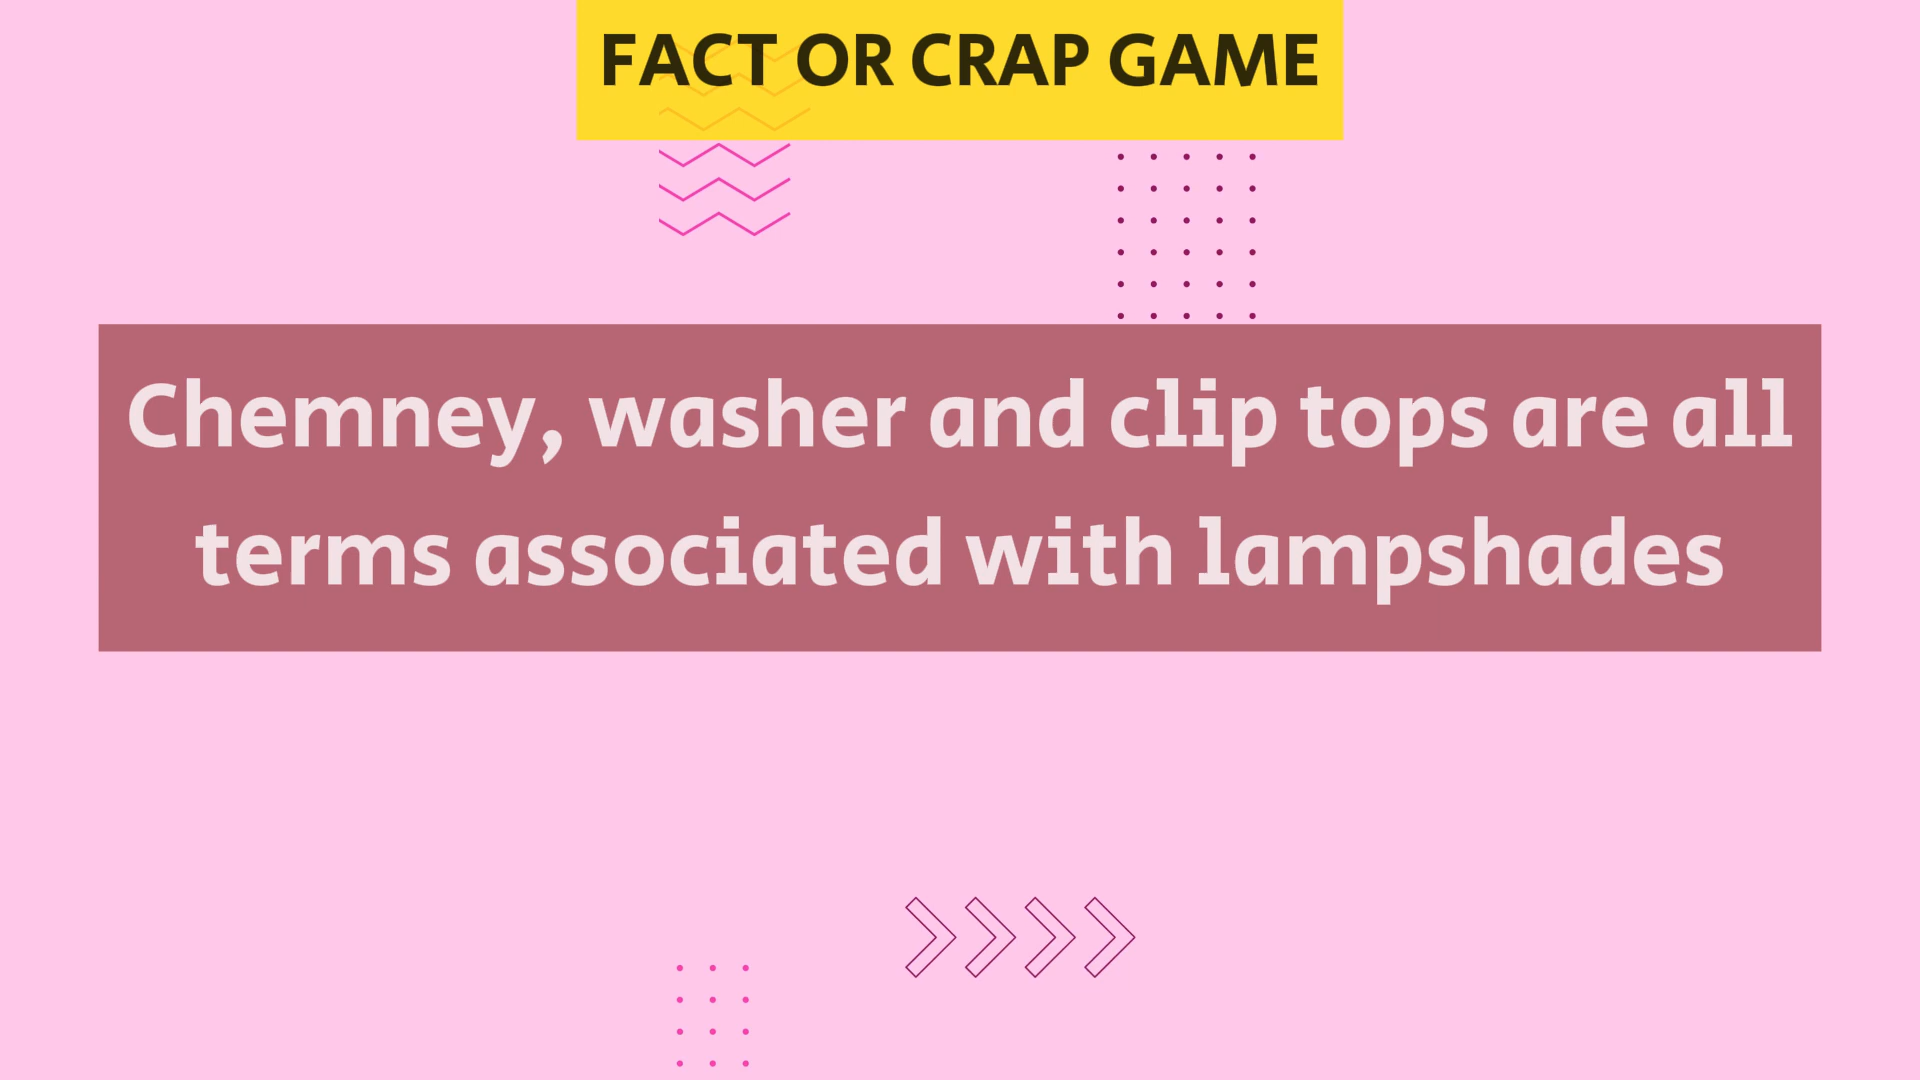 FACT OR CRAP GAME
Chemney, washer and clip tops are all
terms associated with lampshades